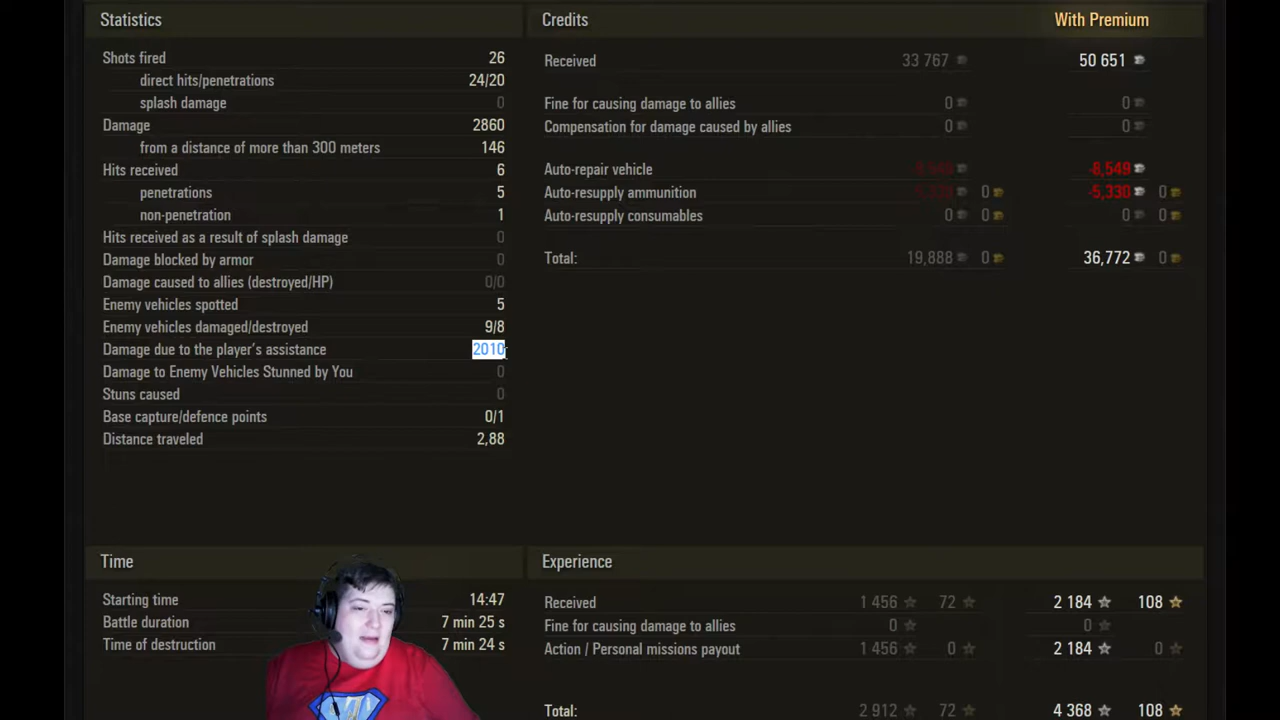 Statistics
Shots fired 26
direct hits/penetrations 24/20
splash damage 0
Damage 2860
from a distance of more than 300 meters 146
Hits received 6
penetrations 5
non-penetration 1
Hits received as a result of splash damage 0
Damage blocked by armor 0
Damage caused to allies (destroyed/HP) 0/0
Enemy vehicles spotted 5
Enemy vehicles damaged/destroyed 9/8
Damage due to the player's assistance 2010
Damage to Enemy Vehicles Stunned by You 0
Stuns caused 0
Base capture/defence points 0/1
Distance traveled 2,88
Credits With Premium
Received 33 767 50 651
Fine for causing damage to allies 0 0
Compensation for damage caused by allies 0 0
Auto-repair vehicle -8,549 -8,549
Auto-resupply ammunition -5,330 0 -5,330 0
Auto-resupply consumables 0 0 0 0
Total: 19,888 0 36,772 0
Time
Starting time 14:47
Battle duration 7 min 25 s
Time of destruction 7 min 24 s
Experience
Received 1 456 72 2 184 108
Fine for causing damage to allies 0 0
Action / Personal missions payout 1 456 0 2 184 0
Total: 2 912 72 4 368 108